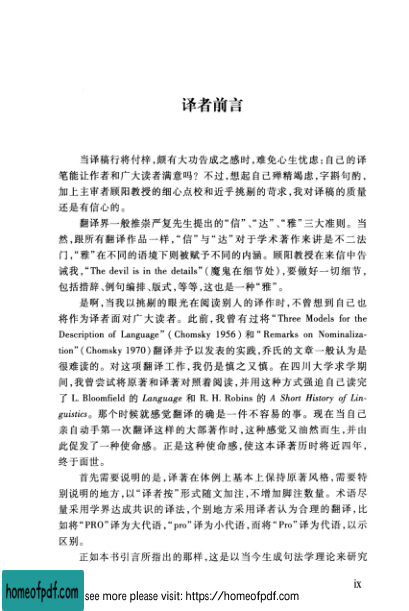 译者前言
当译稿行将付梓,颇有大功告成之感时,难免心生忧虑:自己的译
笔能让作者和广大读者满意吗？不过,想起自己殚精竭虑,字斟句酌,
加上主审者顾阳教授的细心点校和近乎挑剔的苛求,我对译稿的质量
还是有信心的。
翻译界一般推崇严复先生提出的“信”、“达”、“雅”三大准则。当
然,跟所有翻译作品一样,“信”与“达”对于学术著作来讲是不二法
门,“雅”在不同的语境下则被赋予不同的内涵。顾阳教授在来信中告
诫我,“The devil is in the details”(魔鬼在细节处),要做好一切细节,
包括措辞、例句编排、版式,等等,这也是一种“雅”。
是啊,当我以挑剔的眼光在阅读别人的译作时,不曾想到自己也
将作为译者面对广大读者。此前,我曾有过将“Three Models for the
Description of Language”(Chomsky 1956)和“Remarks on Nominaliza-
tion”(Chomsky 1970)翻译并予以发表的实践,乔氏的文章一般认为是
很难读的。对这项翻译工作,我仍是慎之又慎。在四川大学求学期
间,我曾尝试将原著和译著对照着阅读,并用这种方式强迫自己读完
了 L. Bloomfield 的 Language 和 R. H. Robins 的 A Short History of Lin-
guistics。那个时候就感觉翻译的确是一件不容易的事。现在当自己
亲自动手第一次翻译这样的大部著作时,这种感觉又油然而生,并由
此促发了一种使命感。正是这种使命感,使这本译著历时将近四年,
终于面世。
首先需要说明的是,译著在体例上基本上保持原著风格,需要特
别说明的地方,以“译者按”形式随文加注,不增加脚注数量。术语尽
量采用学界达成共识的译法,个别地方采用译者认为合理的翻译,比
如将“PRO”译为大代语,“pro”译为小代语,而将“Pro”译为代语,以示
区别。
正如本书引言所指出的那样,这是以当今生成句法学理论来研究
ix
homeofpdf.com
see more please visit: https://homeofpdf.com